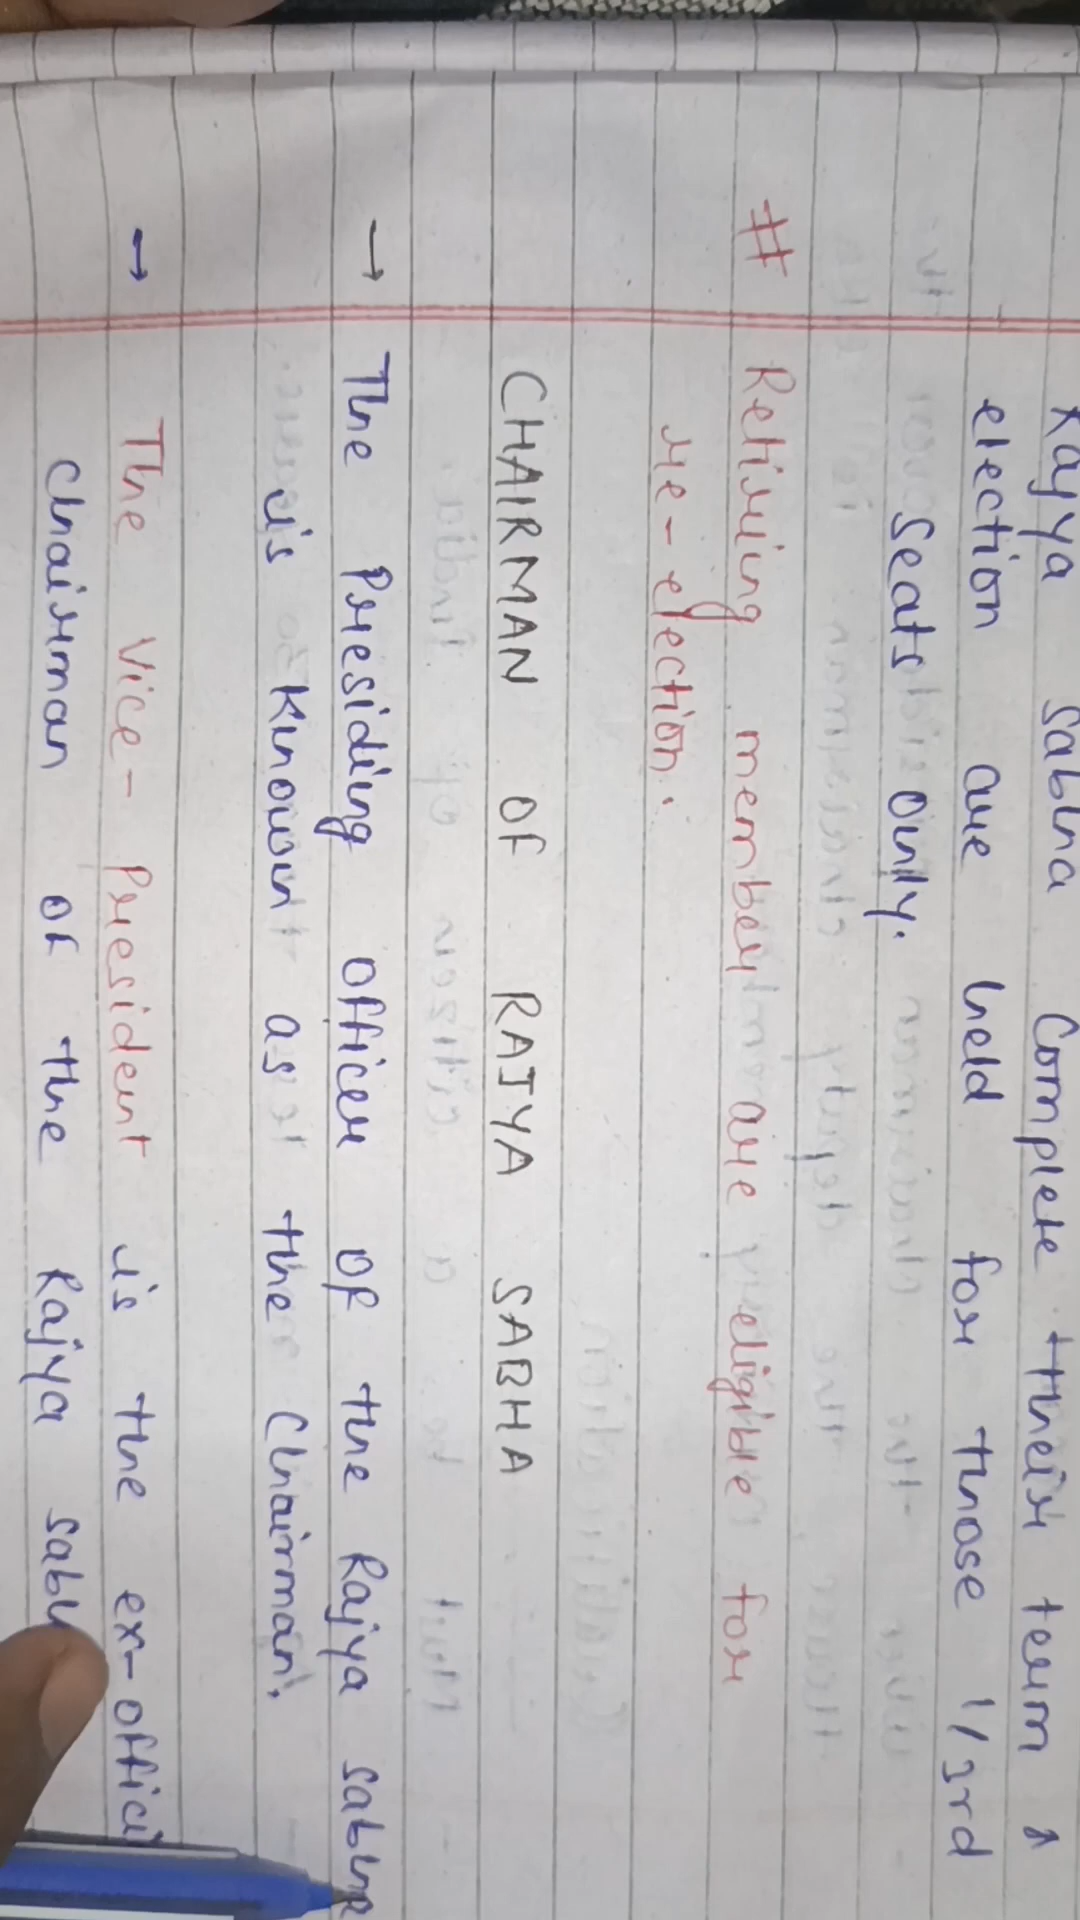 Rajya Sabha Complete their term
election are held for those 1/3rd
Seats only.
# Retiring member are eligible for
re-election.
CHAIRMAN OF RAJYA SABHA
→ The Presiding officer of the Rajya Sabha
is known as the Chairman.
→ The Vice-President is the ex-offici
Chairman of the Rajya Sabh